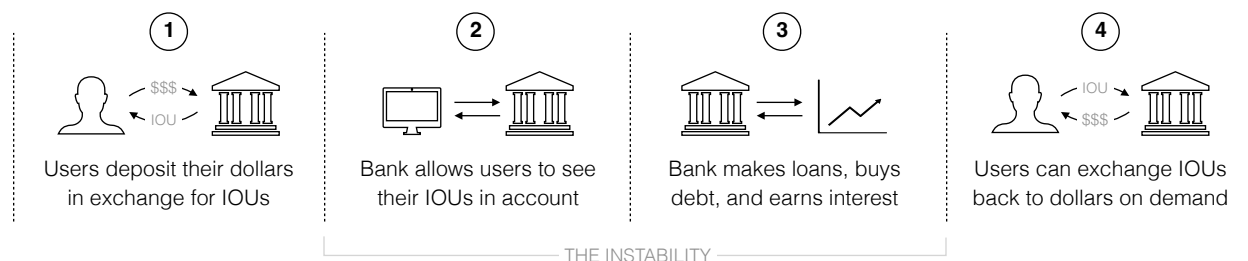 1
2
3
4
$$$
IOU
IOU
$$$
Users deposit their dollars
in exchange for IOUs
Bank allows users to see
their IOUs in account
Bank makes loans, buys
debt, and earns interest
Users can exchange IOUs
back to dollars on demand
THE INSTABILITY